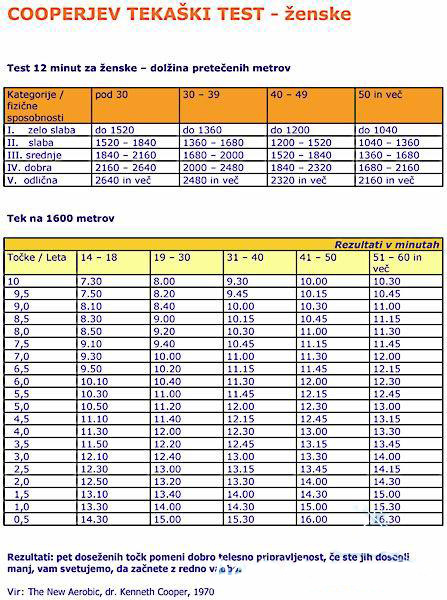 COOPERJEV TEKAŠKI TEST - ženske
Test 12 minut za ženske – dolžina pretečenih metrov
Kategorije / fizične sposobnosti pod 30 30 – 39 40 – 49 50 in več
I. zelo slaba do 1520 do 1360 do 1200 do 1040
II. slaba 1520 – 1840 1360 – 1680 1200 – 1520 1040 – 1360
III. srednje 1840 – 2160 1680 – 2000 1520 – 1840 1360 – 1680
IV. dobra 2160 – 2640 2000 – 2480 1840 – 2320 1680 – 2160
V. odlična 2640 in več 2480 in več 2320 in več 2160 in več
Tek na 1600 metrov
Rezultati v minutah
Točke / Leta 14 – 18 19 – 30 31 – 40 41 – 50 51 – 60 in več
10 7.30 8.00 9.30 10.00 10.30
9,5 7.50 8.20 9.45 10.15 10.45
9,0 8.10 8.40 10.00 10.30 11.00
8,5 8.30 9.00 10.15 10.45 11.15
8,0 8.50 9.20 10.30 11.00 11.30
7,5 9.10 9.40 10.45 11.15 11.45
7,0 9.30 10.00 11.00 11.30 12.00
6,5 9.50 10.20 11.15 11.45 12.15
6,0 10.10 10.40 11.30 12.00 12.30
5,5 10.30 11.00 11.45 12.15 12.45
5,0 10.50 11.20 12.00 12.30 13.00
4,5 11.10 11.40 12.15 12.45 13.15
4,0 11.30 12.00 12.30 13.00 13.30
3,5 11.50 12.20 12.45 13.15 13.45
3,0 12.10 12.40 13.00 13.30 14.00
2,5 12.30 13.00 13.15 13.45 14.15
2,0 12.50 13.20 13.30 14.00 14.30
1,5 13.10 13.40 14.00 14.30 15.00
1,0 13.30 14.00 14.30 15.00 15.30
0,5 14.30 15.00 15.30 16.00 16.30
Rezultati: pet doseženih točk pomeni dobro telesno pripravljenost, če ste jih dosegli
manj, vam svetujemo, da začnete z redno
Vir: The New Aerobic, dr. Kenneth Cooper, 1970